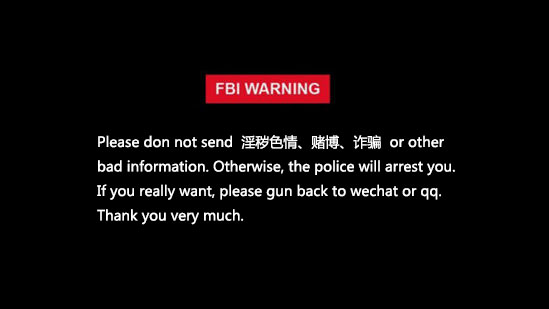 FBI WARNING
Please don not send 淫秽色情、赌博、诈骗 or other
bad information. Otherwise, the police will arrest you.
If you really want, please gun back to wechat or qq.
Thank you very much.